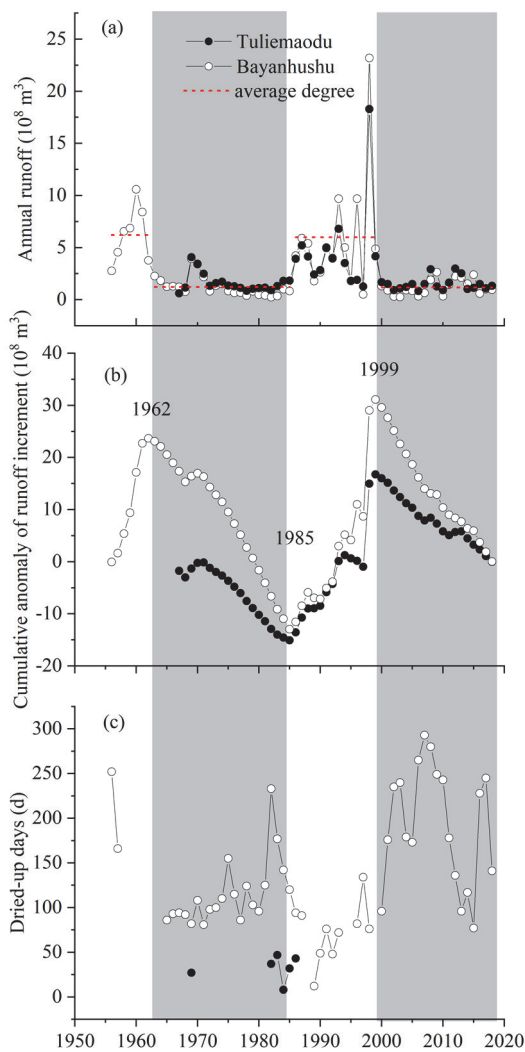 (a)
Tuliemaodu
Bayanhushu
average degree
Annual runoff (10⁸ m³)
25
20
15
10
5
0
(b)
1962
1999
1985
Cumulative anomaly of runoff increment (10⁸ m³)
40
30
20
10
0
-10
-20
(c)
Dried-up days (d)
300
250
200
150
100
50
0
1950 1960 1970 1980 1989 1990 2000 2010 2020